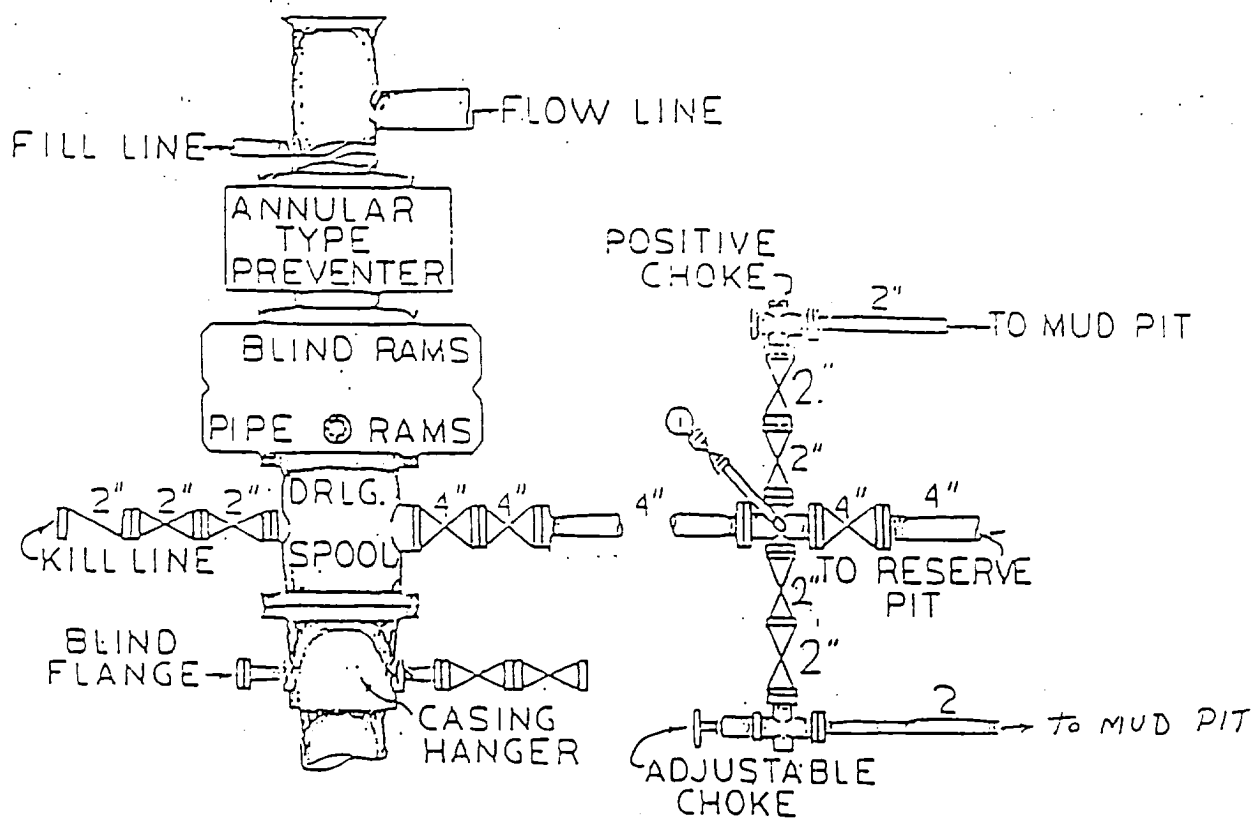 FLOW LINE
FILL LINE
ANNULAR
TYPE
PREVENTER
POSITIVE
CHOKE
2"
TO MUD PIT
BLIND RAMS
2"
PIPE RAMS
2"
2" 2" 2"
DRLG.
SPOOL
4" 4"
4"
4"
4"
KILL LINE
TO RESERVE
PIT
2"
2"
BLIND
FLANGE
CASING
HANGER
2
To MUD PIT
ADJUSTABLE
CHOKE